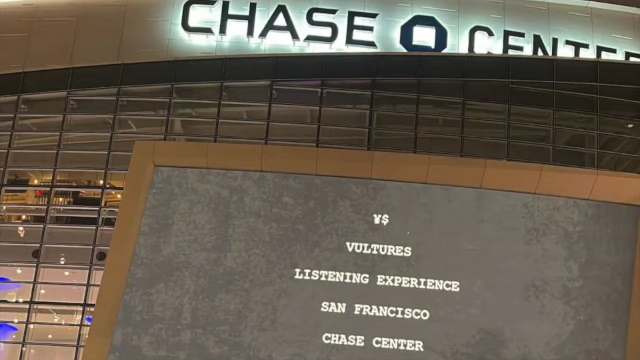 CHASE CENTER
¥$
VULTURES
LISTENING EXPERIENCE
SAN FRANCISCO
CHASE CENTER